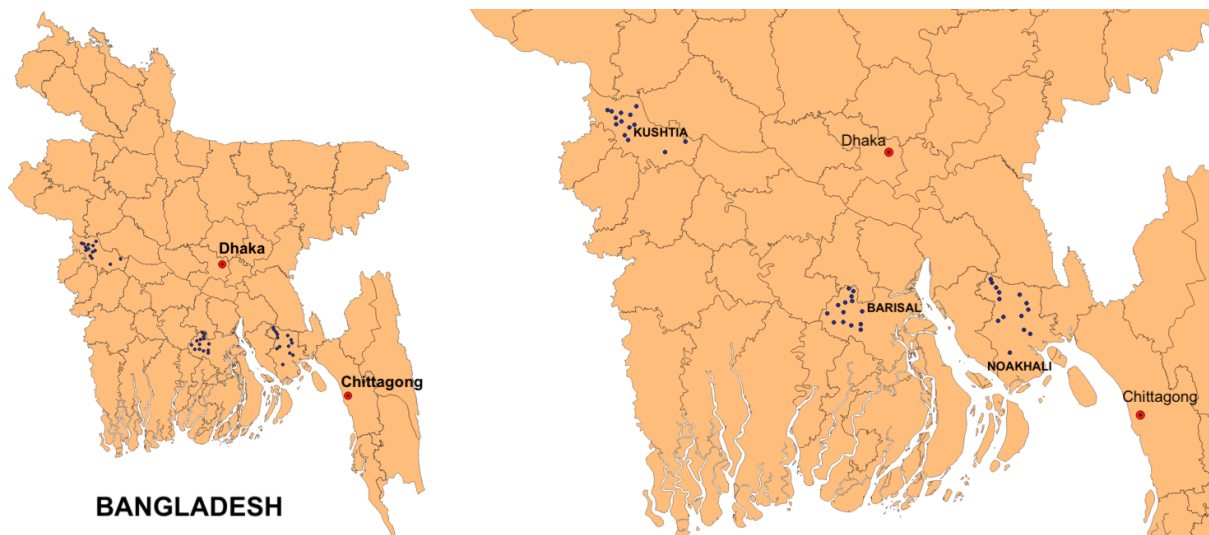 Dhaka
Chittagong
BANGLADESH
KUSHTIA
Dhaka
BARISAL
NOAKHALI
Chittagong